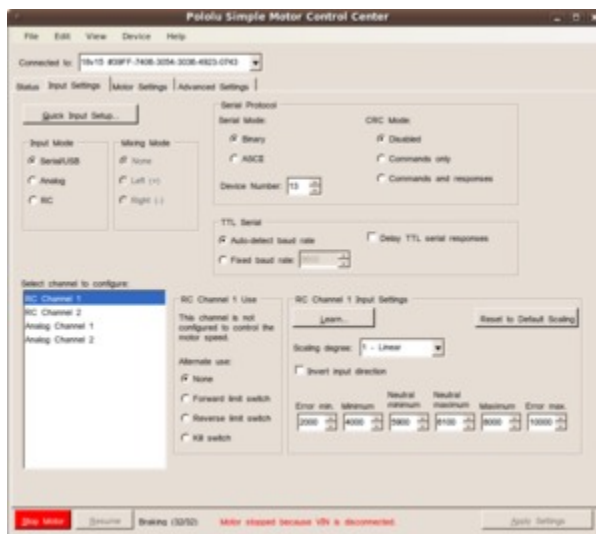 Pololu Simple Motor Control Center
File Edit View Device Help
Connected to: 18v15 #39FF-7406-3054-3036-4923-0743
Status Input Settings Motor Settings Advanced Settings
Quick Input Setup...
Input Mode
Serial/USB
Analog
RC
Mixing Mode
None
Left (+)
Right (-)
Serial Protocol
Serial Mode:
Binary
ASCII
Device Number: 13
CRC Mode:
Disabled
Commands only
Commands and responses
TTL Serial
Auto-detect baud rate
Fixed baud rate:
Delay TTL serial responses
Select channel to configure:
RC Channel 1
RC Channel 2
Analog Channel 1
Analog Channel 2
RC Channel 1 Use
This channel is not
configured to control the
motor speed.
Alternate use:
None
Forward limit switch
Reverse limit switch
Kill switch
RC Channel 1 Input Settings
Learn...
Reset to Default Scaling
Scaling degree: 1 - Linear
Invert input direction
Error min. Minimum Neutral minimum Neutral maximum Maximum Error max.
2000 4000 5900 6100 8000 10000
Stop Motor Resume Braking (32/32) Motor stopped because VIN is disconnected. Apply Settings